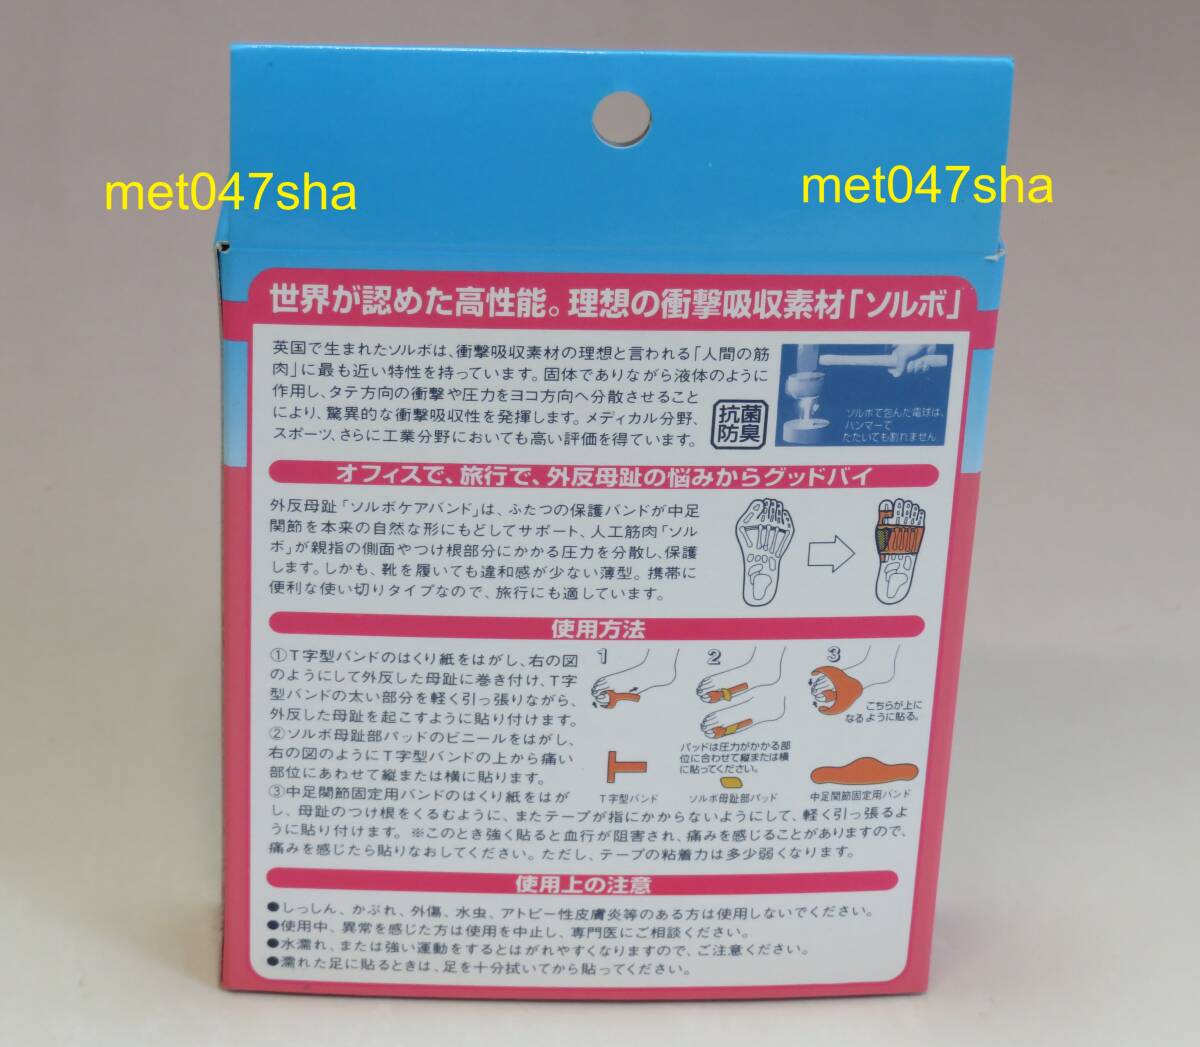 met047sha
met047sha
世界が認めた高性能。理想の衝撃吸収素材「ソルボ」
英国で生まれたソルボは、衝撃吸収素材の理想と言われる「人間の筋
肉」に最も近い特性を持っています。固体でありながら液体のように
作用し、タテ方向の衝撃や圧力をヨコ方向へ分散させること
により、驚異的な衝撃吸収性を発揮します。メディカル分野、
スポーツ、さらに工業分野においても高い評価を得ています。
抗菌
防臭
ソルボで包んだ電球は、
ハンマーで
たたいても割れません
オフィスで、旅行で、外反母趾の悩みからグッドバイ
外反母趾「ソルボケアバンド」は、ふたつの保護バンドが中足
関節を本来の自然な形にもどしてサポート、人工筋肉「ソル
ボ」が親指の側面やつけ根部分にかかる圧力を分散し、保護
します。しかも、靴を履いても違和感が少ない薄型。携帯に
便利な使い切りタイプなので、旅行にも適しています。
使用方法
①T字型バンドのはくり紙をはがし、右の図
のようにして外反した母趾に巻き付け、T字
型バンドの太い部分を軽く引っ張りながら、
外反した母趾を起こすように貼り付けます。
②ソルボ母趾部パッドのビニールをはがし、
右の図のようにT字型バンドの上から痛い
部位にあわせて縦または横に貼ります。
③中足関節固定用バンドのはくり紙をはが
し、母趾のつけ根をくるむように、またテープが指にかからないようにして、軽く引っ張るよ
うに貼り付けます。※このとき強く貼ると血行が阻害され、痛みを感じることがありますので、
痛みを感じたら貼りなおしてください。ただし、テープの粘着力は多少弱くなります。
1
2
3
こちらが上に
なるように貼る。
パッドは圧力がかかる部
位に合わせて縦または横
に貼ってください。
T字型バンド
ソルボ母趾部パッド
中足関節固定用バンド
使用上の注意
●しっしん、かぶれ、外傷、水虫、アトピー性皮膚炎等のある方は使用しないでください。
●使用中、異常を感じた方は使用を中止し、専門医にご相談ください。
●水濡れ、または強い運動をするとはがれやすくなりますので、ご注意ください。
●濡れた足に貼るときは、足を十分拭いてから貼ってください。